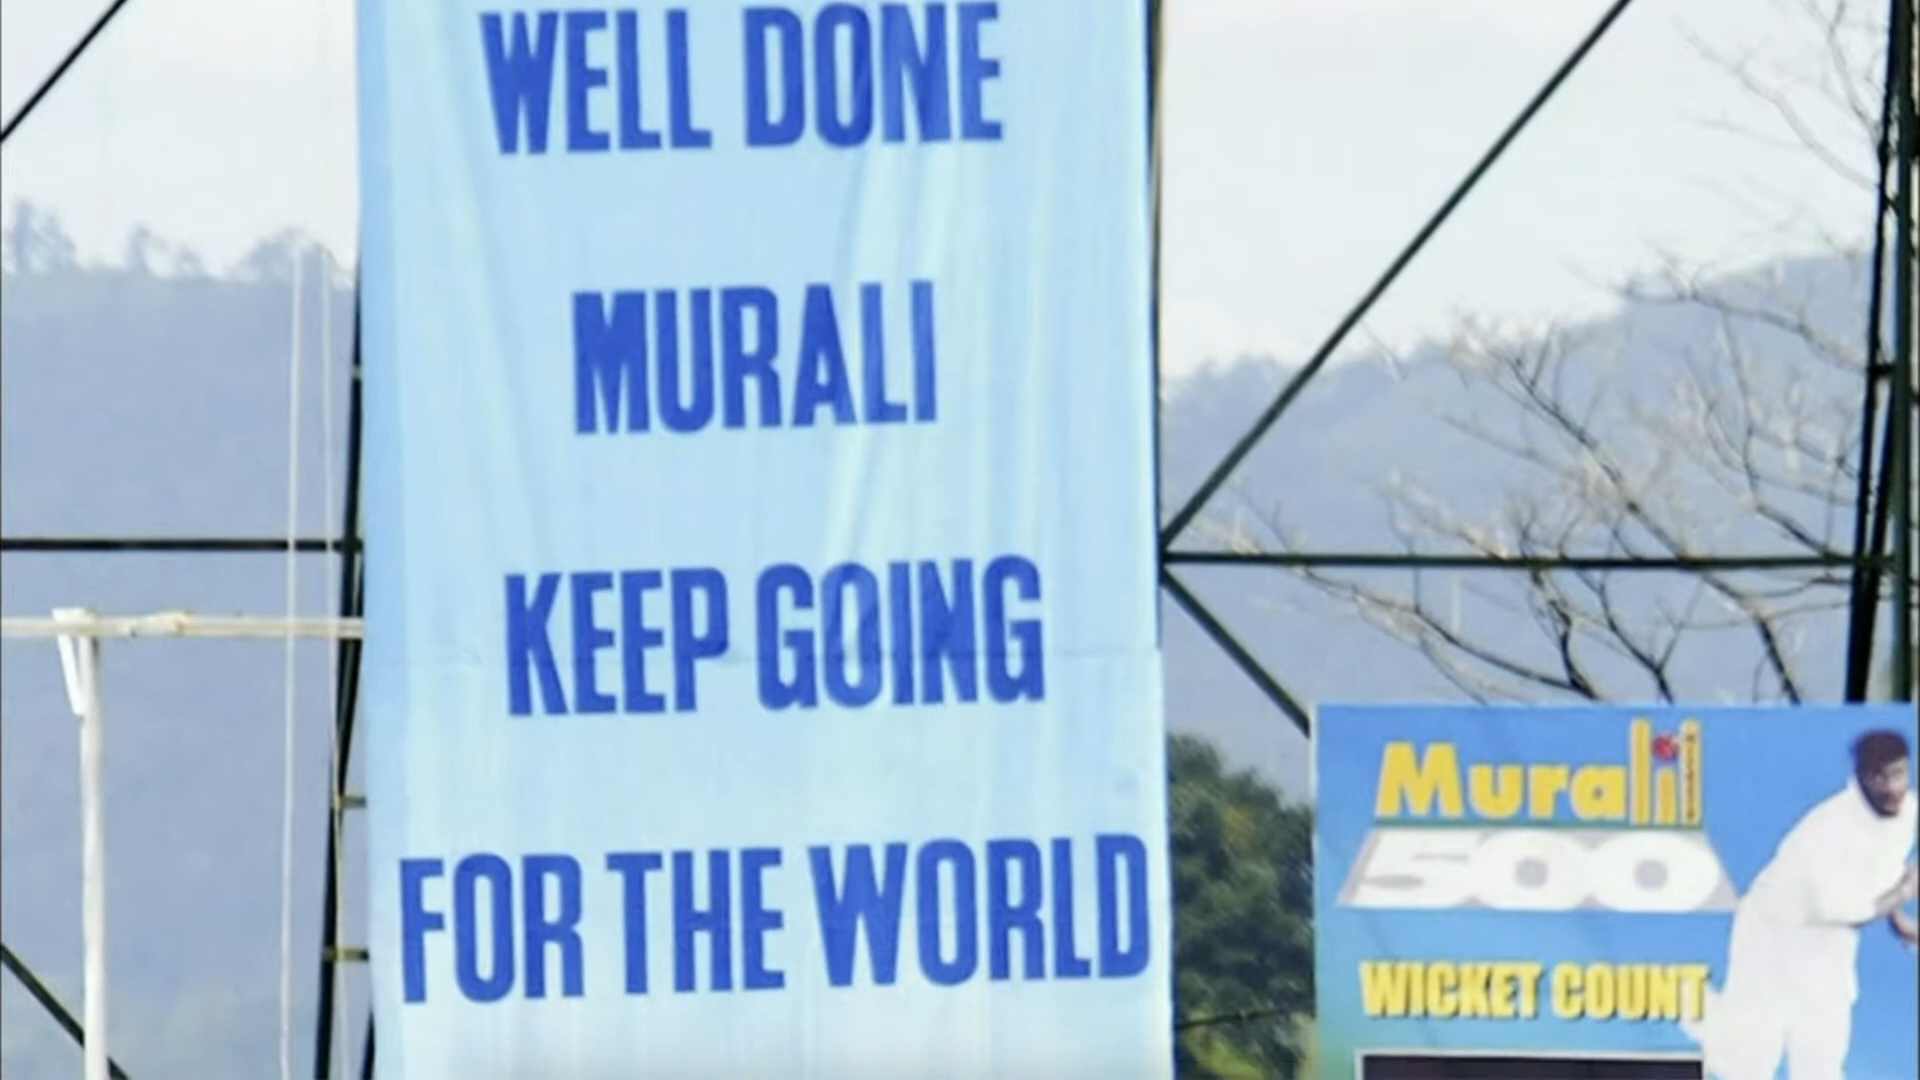 WELL DONE
MURALI
KEEP GOING
FOR THE WORLD
Murali
500
WICKET COUNT